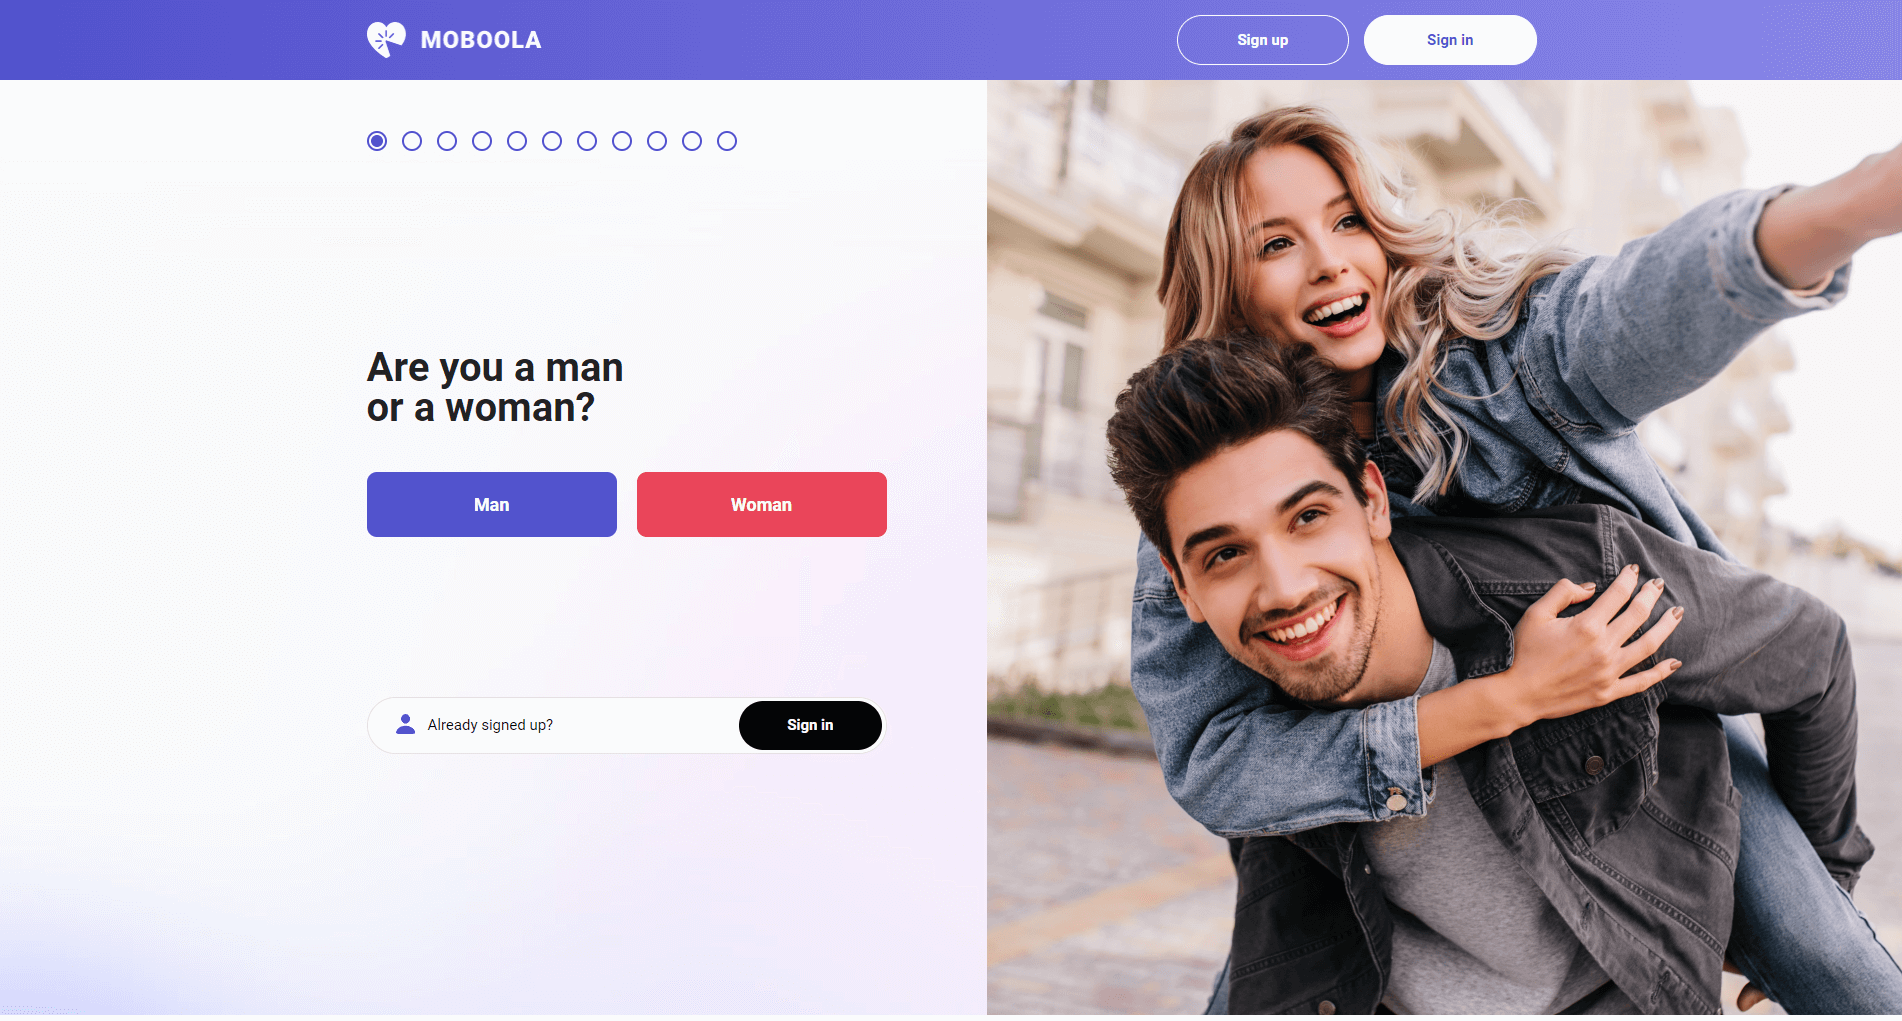 MOBOOLA
Sign up
Sign in
Are you a man
or a woman?
Man
Woman
Already signed up?
Sign in